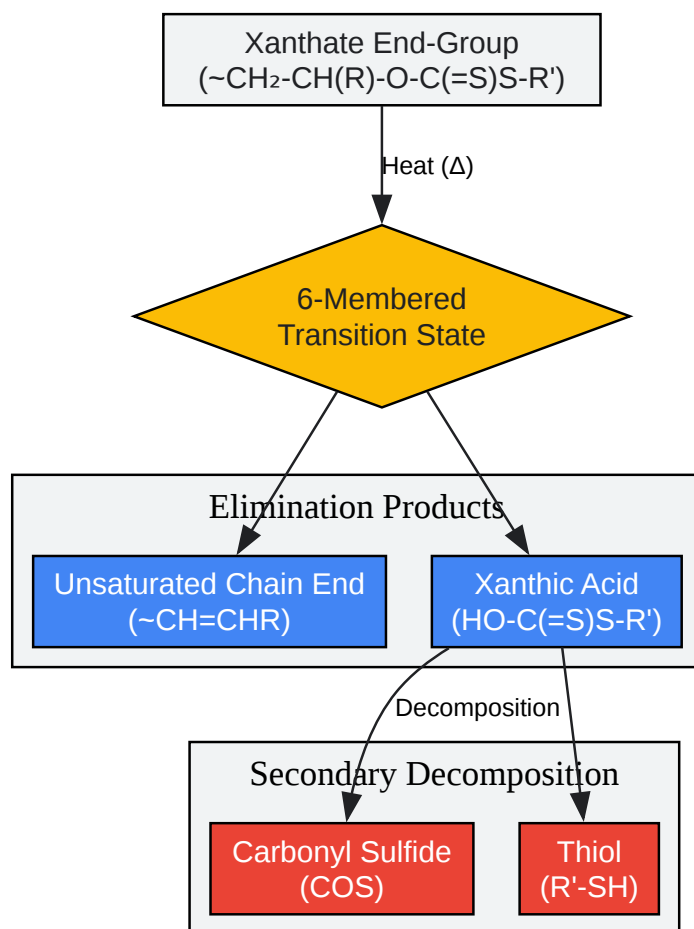 Xanthate End-Group
(~CH₂-CH(R)-O-C(=S)S-R')
Heat (Δ)
6-Membered
Transition State
Elimination Products
Unsaturated Chain End
(~CH=CHR)
Xanthic Acid
(HO-C(=S)S-R')
Decomposition
Secondary Decomposition
Carbonyl Sulfide
(COS)
Thiol
(R'-SH)